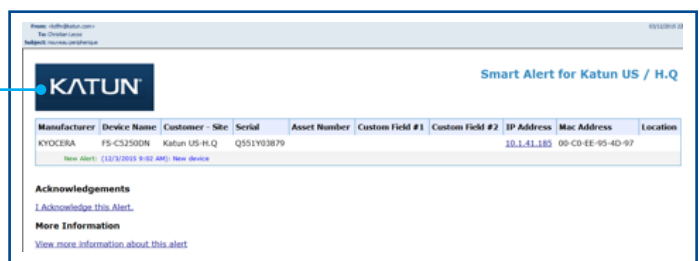 To: Christian Lecoz
Subject: nouveau peripherique
KATUN
Smart Alert for Katun US / H.Q
Manufacturer Device Name Customer - Site Serial Asset Number Custom Field #1 Custom Field #2 IP Address Mac Address Location
KYOCERA FS-C5250DN Katun US-H.Q Q551Y03879 10.1.41.185 00-C0-EE-95-4D-97
New Alert: (12/3/2015 9:02 AM): New device
Acknowledgements
I Acknowledge this Alert.
More Information
View more information about this alert